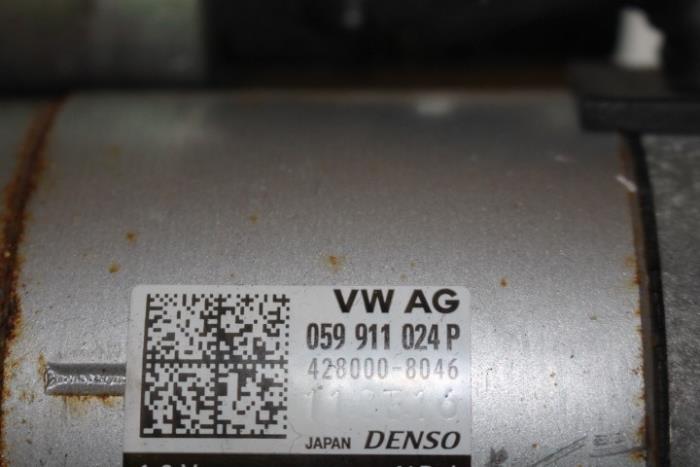 VW AG
059 911 024 P
428000-8046
JAPAN DENSO